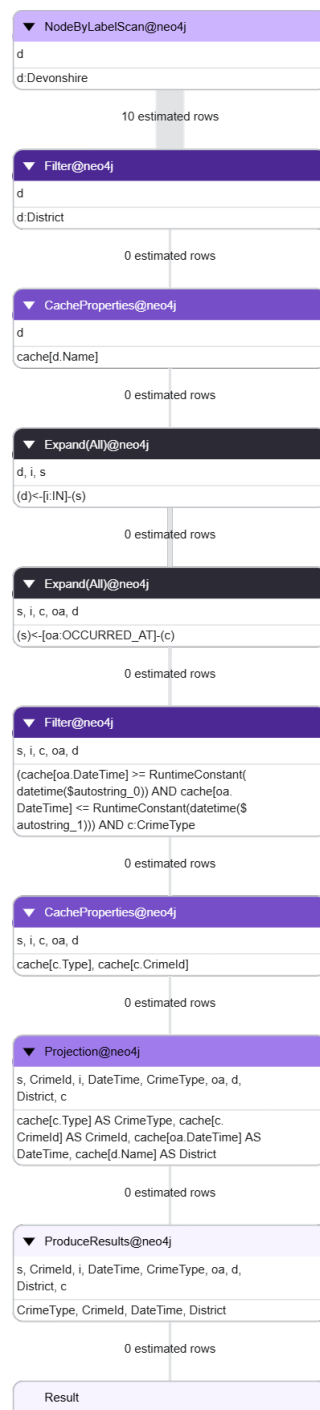 NodeByLabelScan@neo4j
d
d:Devonshire
10 estimated rows
Filter@neo4j
d
d:District
0 estimated rows
CacheProperties@neo4j
d
cache[d.Name]
0 estimated rows
Expand(All)@neo4j
d, i, s
(d)<-[i:IN]-(s)
0 estimated rows
Expand(All)@neo4j
s, i, c, oa, d
(s)<-[oa:OCCURRED_AT]-(c)
0 estimated rows
Filter@neo4j
s, i, c, oa, d
(cache[oa.DateTime] >= RuntimeConstant(
datetime($autostring_0)) AND cache[oa.
DateTime] <= RuntimeConstant(datetime($
autostring_1))) AND c:CrimeType
0 estimated rows
CacheProperties@neo4j
s, i, c, oa, d
cache[c.Type], cache[c.CrimeId]
0 estimated rows
Projection@neo4j
s, CrimeId, i, DateTime, CrimeType, oa, d,
District, c
cache[c.Type] AS CrimeType, cache[c.
CrimeId] AS CrimeId, cache[oa.DateTime] AS
DateTime, cache[d.Name] AS District
0 estimated rows
ProduceResults@neo4j
s, CrimeId, i, DateTime, CrimeType, oa, d,
District, c
CrimeType, CrimeId, DateTime, District
0 estimated rows
Result